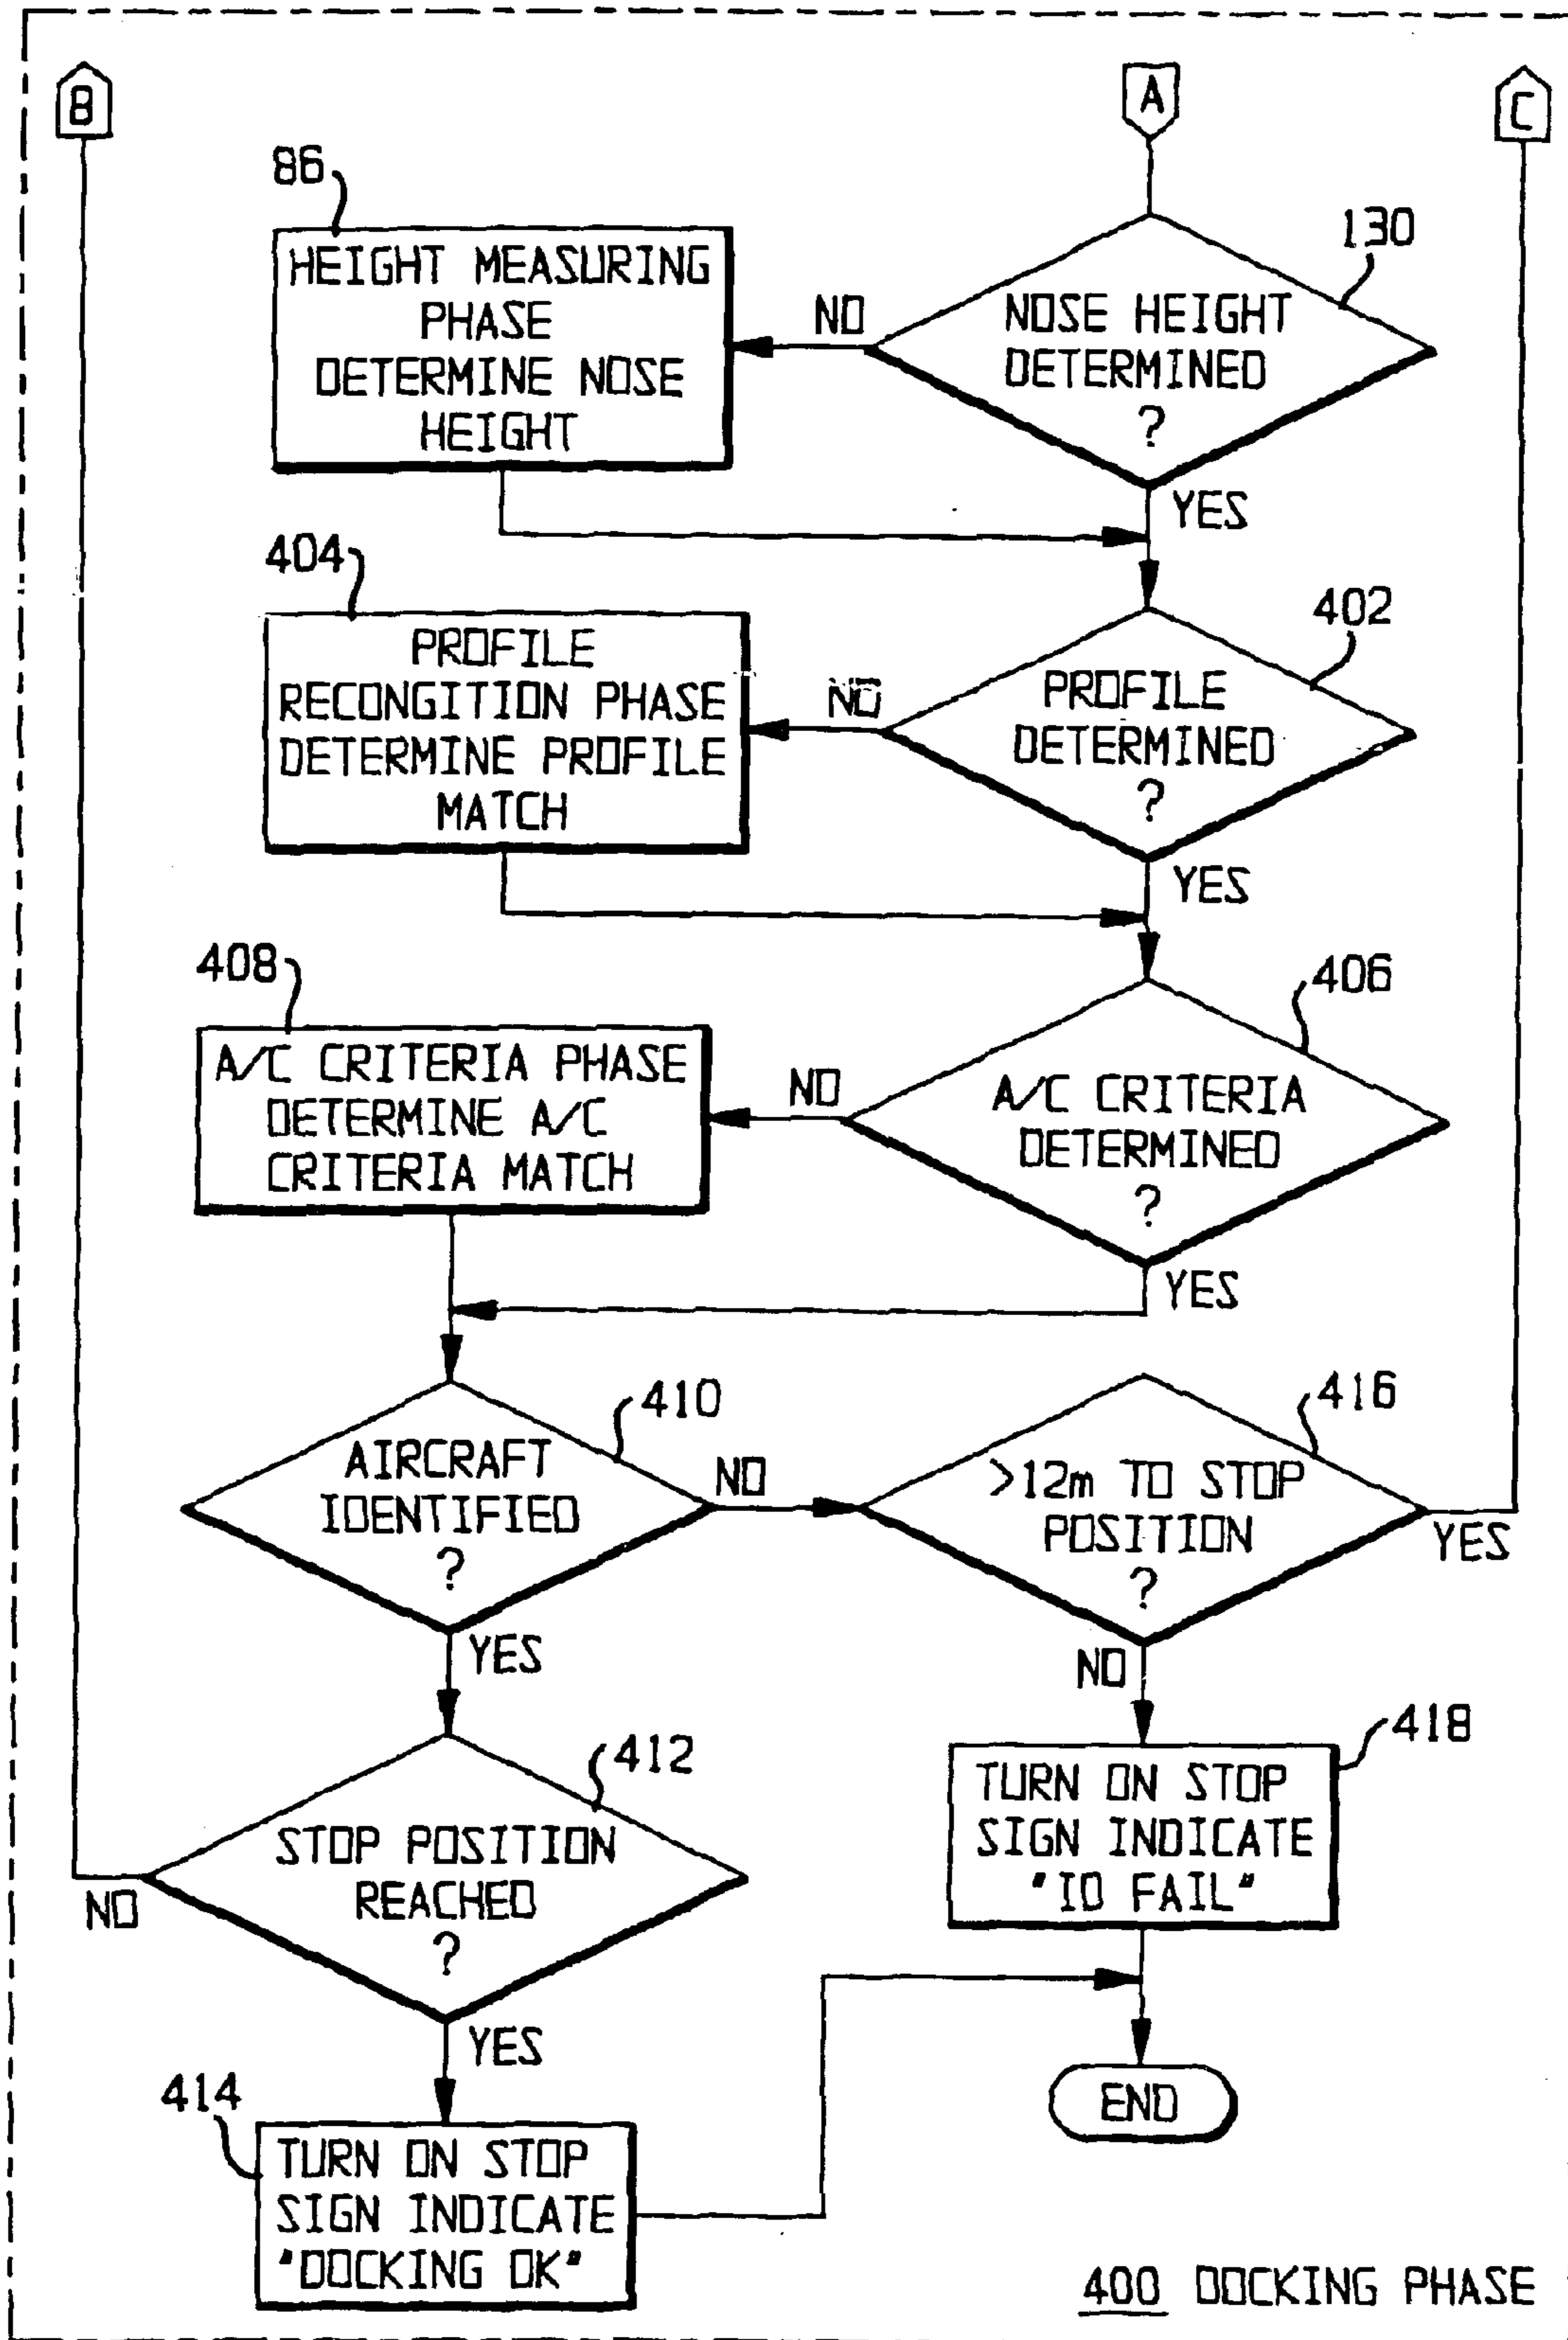 B
A
C
86
130
HEIGHT MEASURING
PHASE
DETERMINE NOSE
HEIGHT
NO
NOSE HEIGHT
DETERMINED
?
YES
404
402
PROFILE
RECONGITION PHASE
DETERMINE PROFILE
MATCH
NO
PROFILE
DETERMINED
?
YES
408
406
A/C CRITERIA PHASE
DETERMINE A/C
CRITERIA MATCH
NO
A/C CRITERIA
DETERMINED
?
YES
410
416
AIRCRAFT
IDENTIFIED
?
NO
>12m TO STOP
POSITION
?
YES
YES
NO
412
418
STOP POSITION
REACHED
?
NO
TURN ON STOP
SIGN INDICATE
"ID FAIL"
YES
414
END
TURN ON STOP
SIGN INDICATE
"DOCKING OK"
400 DOCKING PHASE